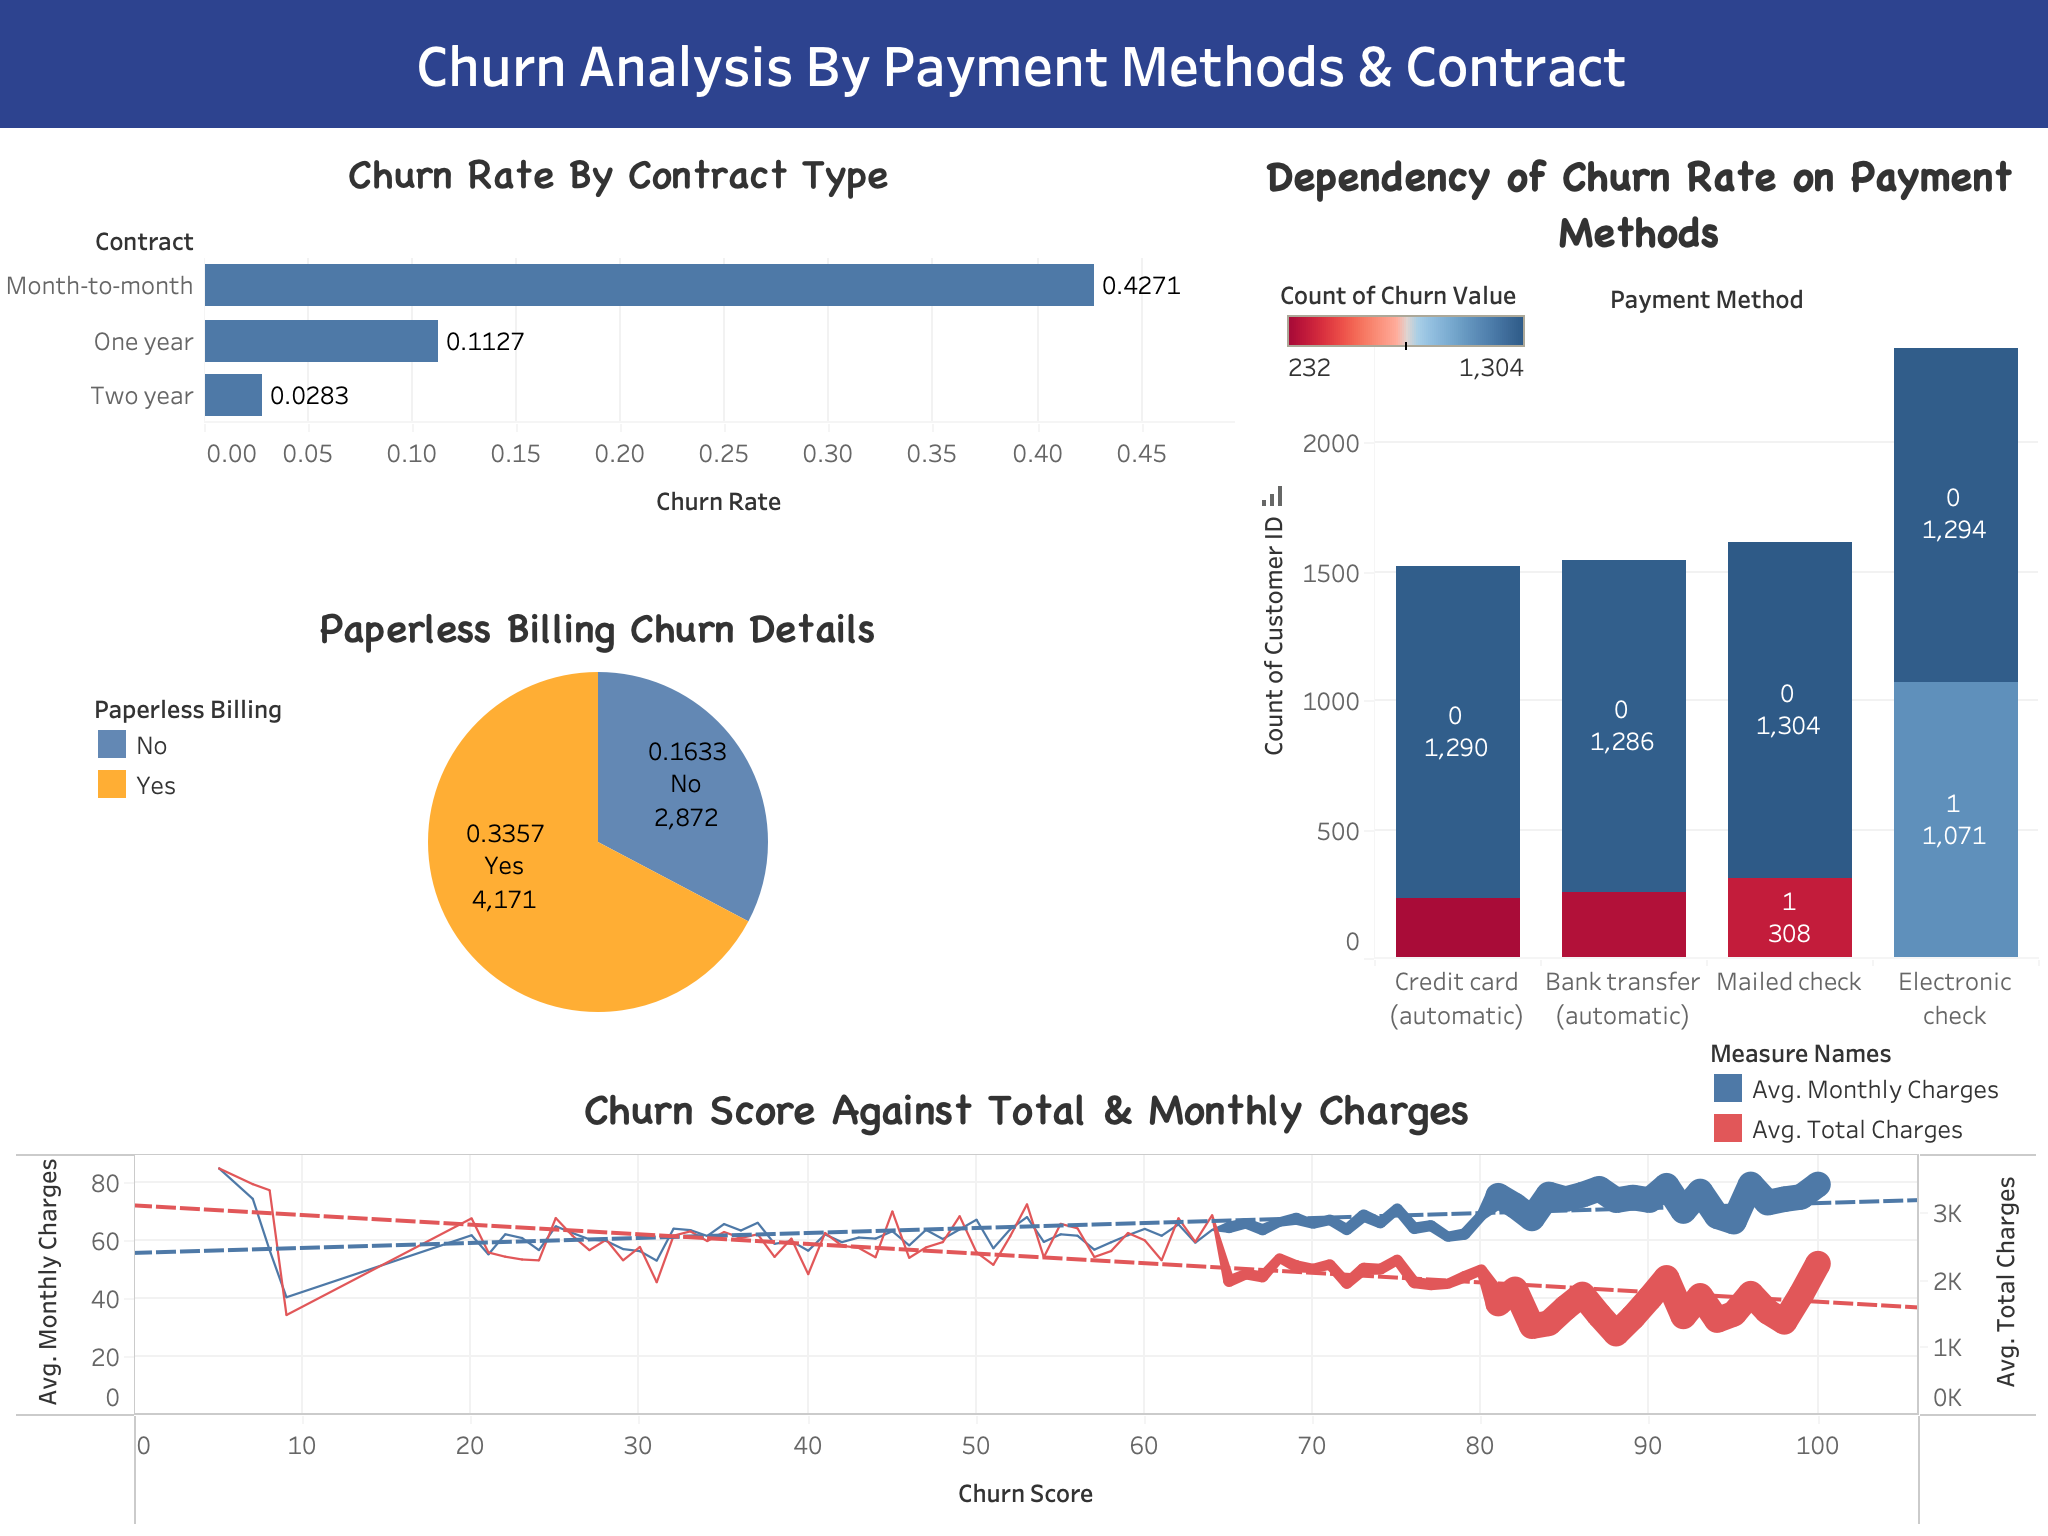 Churn Analysis By Payment Methods & Contract
Churn Rate By Contract Type
Contract
Month-to-month
0.4271
One year
0.1127
Two year
0.0283
0.00 0.05 0.10 0.15 0.20 0.25 0.30 0.35 0.40 0.45
Churn Rate
Paperless Billing Churn Details
Paperless Billing
No
Yes
0.1633
No
2,872
0.3357
Yes
4,171
Dependency of Churn Rate on Payment
Methods
Count of Churn Value
232 1,304
Payment Method
Count of Customer ID
2000
1500
1000
500
0
0
1,290
0
1,286
0
1,304
1
308
0
1,294
1
1,071
Credit card
(automatic)
Bank transfer
(automatic)
Mailed check
Electronic
check
Measure Names
Avg. Monthly Charges
Avg. Total Charges
Churn Score Against Total & Monthly Charges
Avg. Monthly Charges
80
60
40
20
0
Avg. Total Charges
3K
2K
1K
0K
0 10 20 30 40 50 60 70 80 90 100
Churn Score